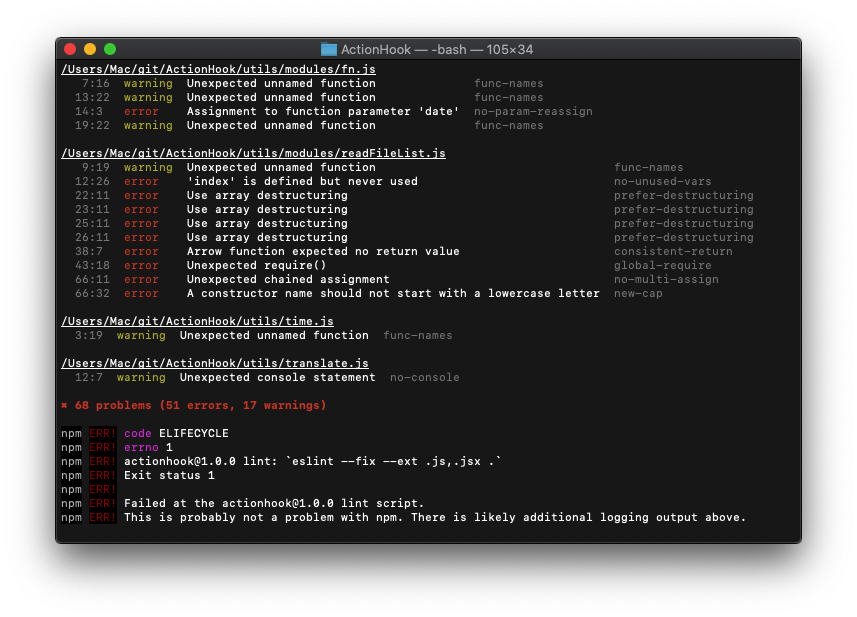 ActionHook — -bash — 105×34
/Users/Mac/git/ActionHook/utils/modules/fn.js
7:16 warning Unexpected unnamed function func-names
13:22 warning Unexpected unnamed function func-names
14:3 error Assignment to function parameter 'date' no-param-reassign
19:22 warning Unexpected unnamed function func-names
/Users/Mac/git/ActionHook/utils/modules/readFileList.js
9:19 warning Unexpected unnamed function func-names
12:26 error 'index' is defined but never used no-unused-vars
22:11 error Use array destructuring prefer-destructuring
23:11 error Use array destructuring prefer-destructuring
25:11 error Use array destructuring prefer-destructuring
26:11 error Use array destructuring prefer-destructuring
38:7 error Arrow function expected no return value consistent-return
43:18 error Unexpected require() global-require
66:11 error Unexpected chained assignment no-multi-assign
66:32 error A constructor name should not start with a lowercase letter new-cap
/Users/Mac/git/ActionHook/utils/time.js
3:19 warning Unexpected unnamed function func-names
/Users/Mac/git/ActionHook/utils/translate.js
12:7 warning Unexpected console statement no-console
✖ 68 problems (51 errors, 17 warnings)
npm ERR! code ELIFECYCLE
npm ERR! errno 1
npm ERR! actionhook@1.0.0 lint: `eslint --fix --ext .js,.jsx .`
npm ERR! Exit status 1
npm ERR!
npm ERR! Failed at the actionhook@1.0.0 lint script.
npm ERR! This is probably not a problem with npm. There is likely additional logging output above.